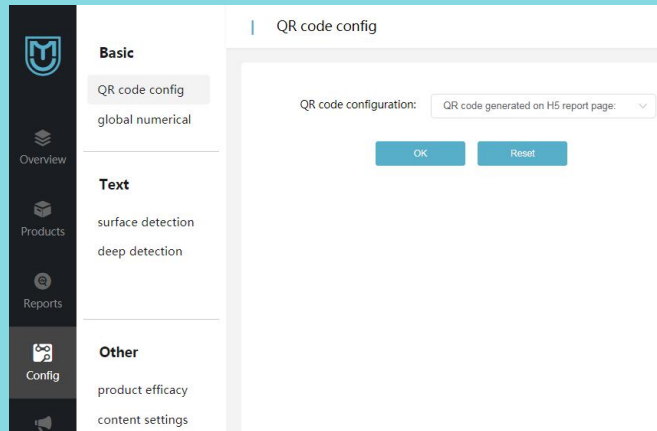 Overview
Products
Reports
Config
Basic
QR code config
global numerical
Text
surface detection
deep detection
Other
product efficacy
content settings
QR code config
QR code configuration:
QR code generated on H5 report page:
OK
Reset